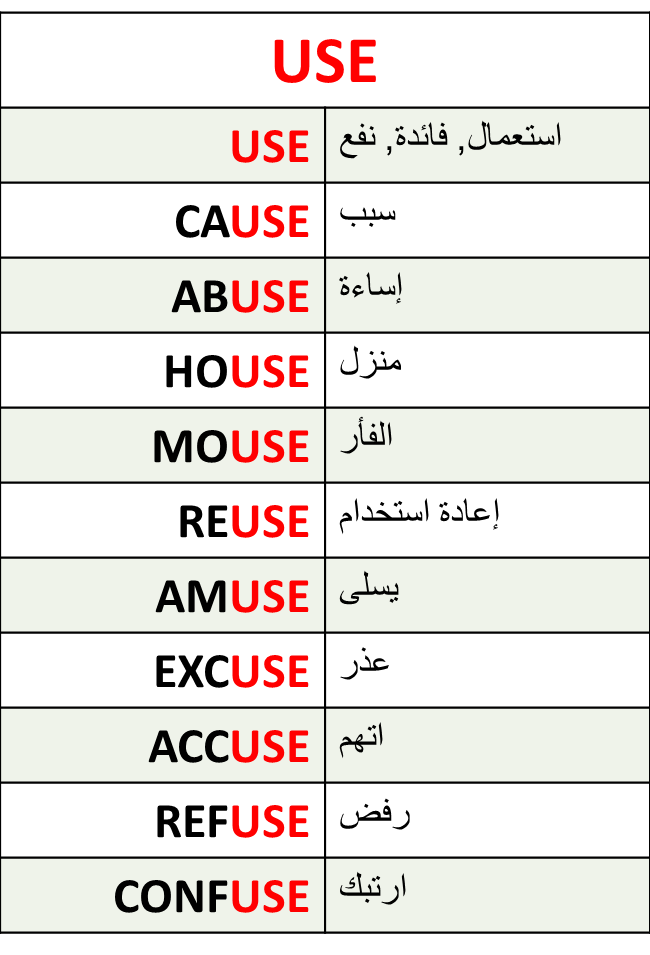 USE
USE استعمال, فائدة, نفع
CAUSE سبب
ABUSE إساءة
HOUSE منزل
MOUSE الفأر
REUSE إعادة استخدام
AMUSE يسلى
EXCUSE عذر
ACCUSE اتهم
REFUSE رفض
CONFUSE ارتبك